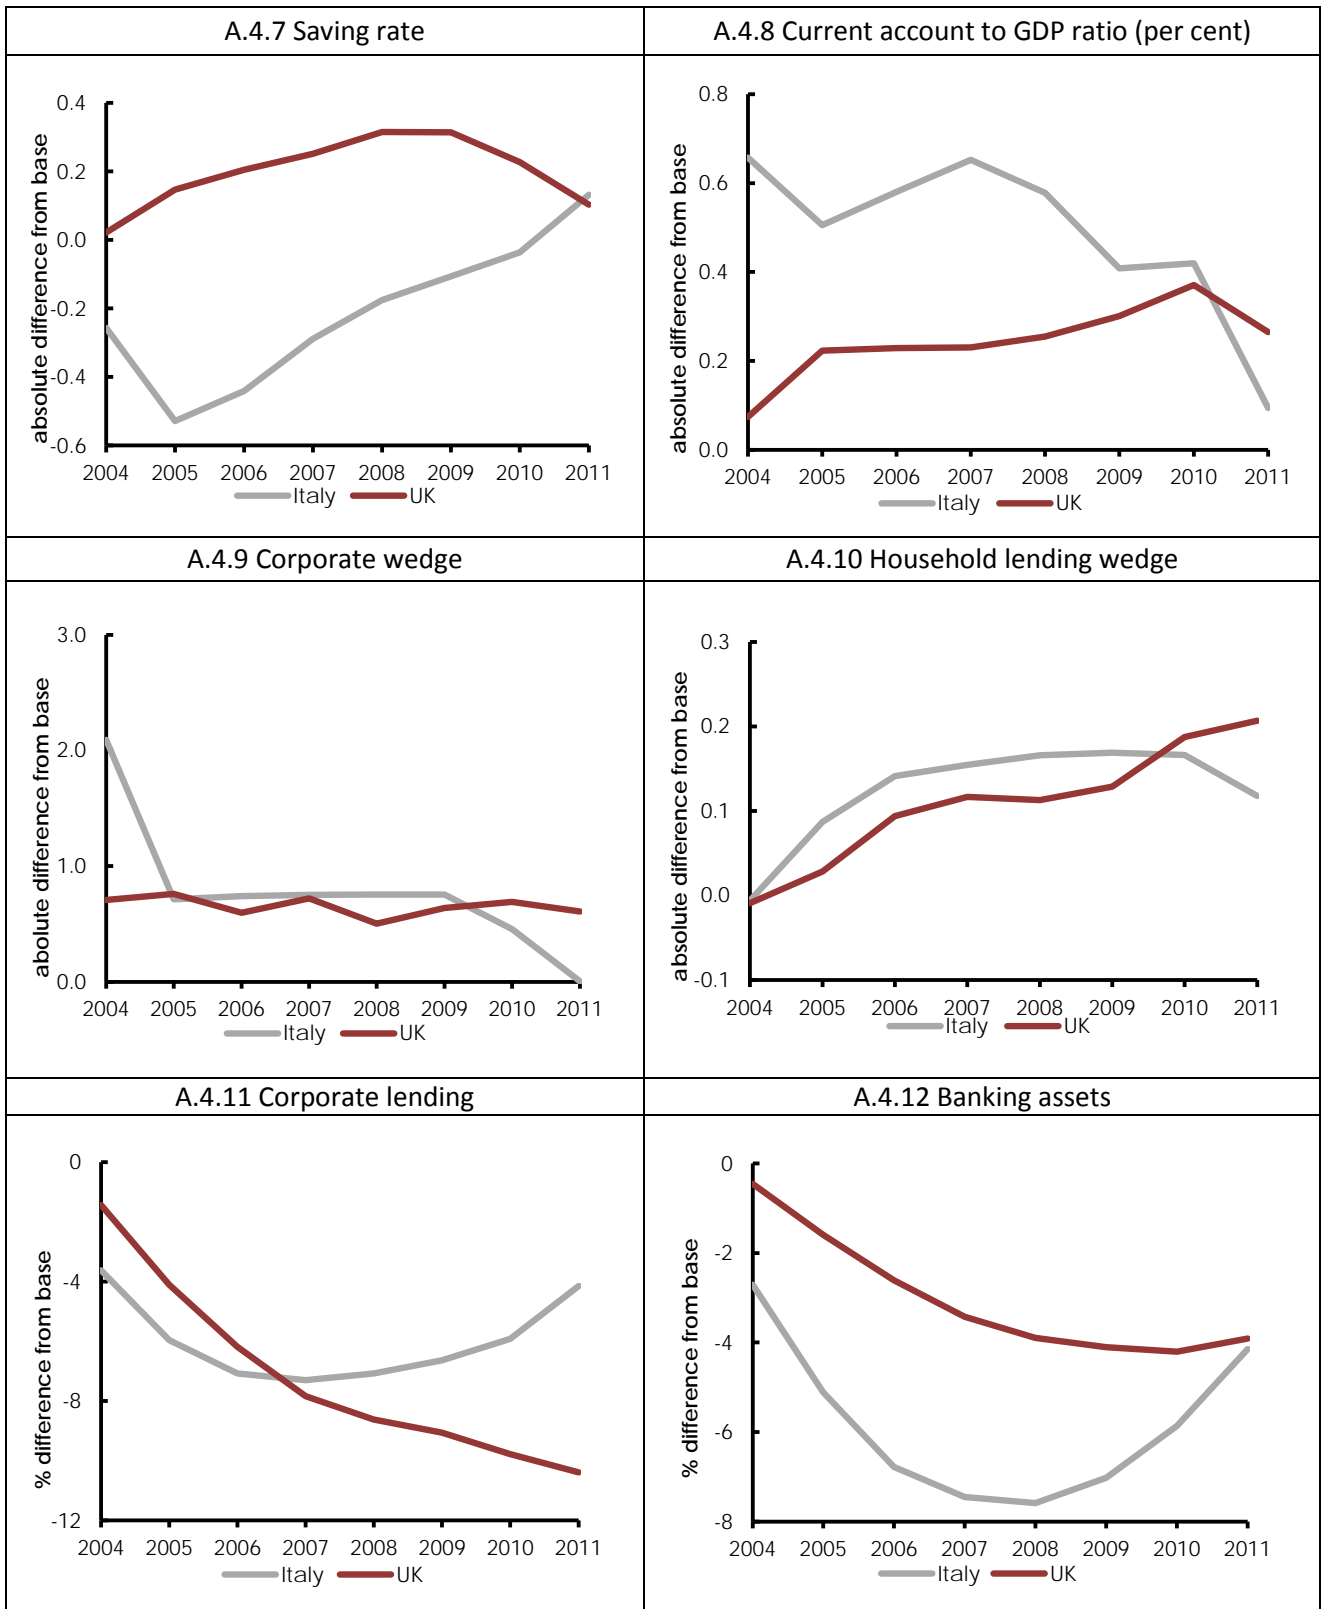 A.4.7 Saving rate
absolute difference from base
0.4
0.2
0.0
-0.2
-0.4
-0.6
2004 2005 2006 2007 2008 2009 2010 2011
Italy UK
A.4.8 Current account to GDP ratio (per cent)
absolute difference from base
0.8
0.6
0.4
0.2
0.0
2004 2005 2006 2007 2008 2009 2010 2011
Italy UK
A.4.9 Corporate wedge
abolute difference from base
3.0
2.0
1.0
0.0
2004 2005 2006 2007 2008 2009 2010 2011
Italy UK
A.4.10 Household lending wedge
absolute difference from base
0.3
0.2
0.1
0.0
-0.1
2004 2005 2006 2007 2008 2009 2010 2011
Italy UK
A.4.11 Corporate lending
% difference from base
0
-4
-8
-12
2004 2005 2006 2007 2008 2009 2010 2011
Italy UK
A.4.12 Banking assets
% difference from base
0
-2
-4
-6
-8
2004 2005 2006 2007 2008 2009 2010 2011
Italy UK